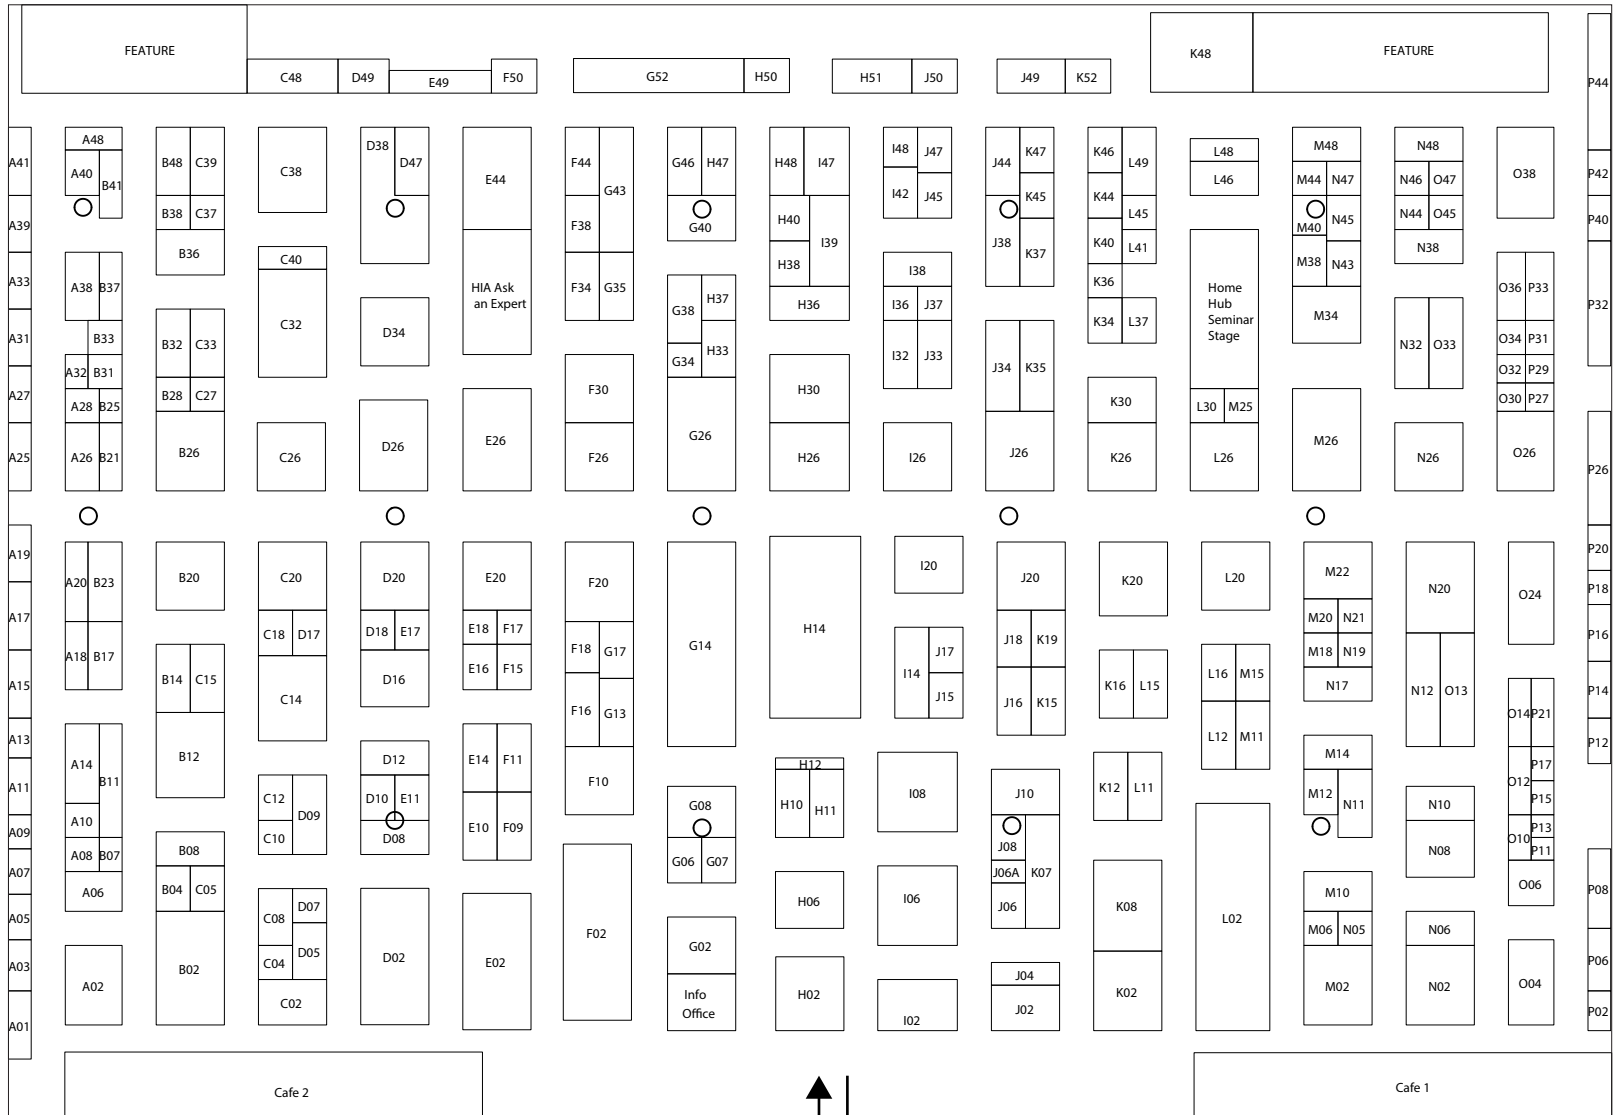 FEATURE
K48
FEATURE
C48
D49
E49
F50
G52
H50
H51
J50
J49
K52
P44
A41
A48
A40
B41
B48
C39
C38
D38
D47
E44
F44
G43
G46
H47
H48
I47
I48
J47
I42
J45
J44
K47
K45
K46
L49
K44
L48
L46
M48
M44
N47
N48
N46
O47
O38
P42
A39
B38
C37
B36
F38
G40
H40
I39
H38
J38
K37
L45
K40
L41
M40
N45
N44
O45
N38
P40
A33
A38
B37
C40
C32
D34
HIA Ask
an Expert
F34
G35
G38
H37
H36
I38
I36
J37
K36
K34
L37
Home
Hub
Seminar
Stage
M38
N43
M34
O36
P33
P32
A31
B33
B32
C33
G34
H33
I32
J33
J34
K35
N32
O33
O34
P31
A32
B31
O32
P29
A27
A28
B25
B28
C27
F30
H30
K30
L30
M25
O30
P27
A25
A26
B21
B26
C26
D26
E26
F26
G26
H26
I26
J26
K26
L26
M26
N26
O26
P26
A19
A20
B23
B20
C20
D20
E20
F20
G14
H14
I20
J20
K20
L20
M22
N20
O24
P20
P18
A17
C18
D17
D18
E17
E18
F17
M20
N21
P16
A18
B17
E16
F15
F18
G17
I14
J17
J18
K19
M18
N19
A15
B14
C15
C14
D16
F16
G13
J15
J16
K15
K16
L15
L16
M15
N17
N12
O13
O14
P21
P14
A13
L12
M11
P12
A14
B11
B12
D12
E14
F11
F10
H12
M14
O12
P17
A11
C12
D09
D10
E11
G08
H10
H11
I08
J10
K12
L11
M12
N11
N10
P15
A10
A09
C10
D08
E10
F09
J08
K07
O10
P13
P11
A08
B07
B08
G06
G07
N08
A07
J06A
A06
B04
C05
H06
I06
J06
M10
O06
P08
A05
C08
D07
K08
L02
M06
N05
N06
F02
G02
A03
D05
C04
D02
E02
J04
P06
A02
B02
C02
Info
Office
H02
I02
J02
K02
M02
N02
O04
A01
P02
Cafe 2
Cafe 1